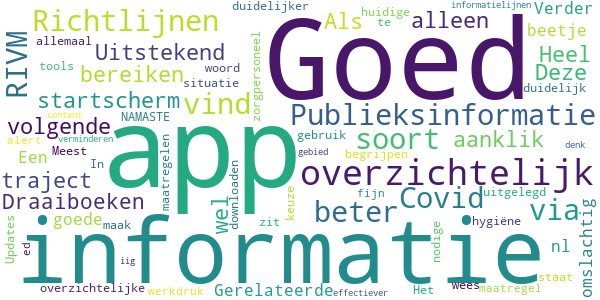 duidelijker
huidige
te
informatielijnen
Verder
Richtlijnen
Als
alleen
beetje
RIVM
allemaal
Uitstekend
Goed
Heel
tools
bereiken
woord
zorgpersoneel
Deze
situatie
duidelijk
startscherm
vind
Publieksinformatie
content
NAMASTE
volgende
app
gebruik
soort
aanklik
alert
verminderen
Een
Meest
In
maatregelen
gebied
begrijpen
denk
traject
downloaden
overzichtelijk
Draaiboeken
keuze
fijn
Covid
uitgelegd
Wel
beter
via
omslachtig
goede
maak
zit
hygiëne
Updates
ed
informatie
nodige
nl
iig
staat
overzichtelijke
werkdruk
Gerelateerde
effectiever
Het
wees
maatregel